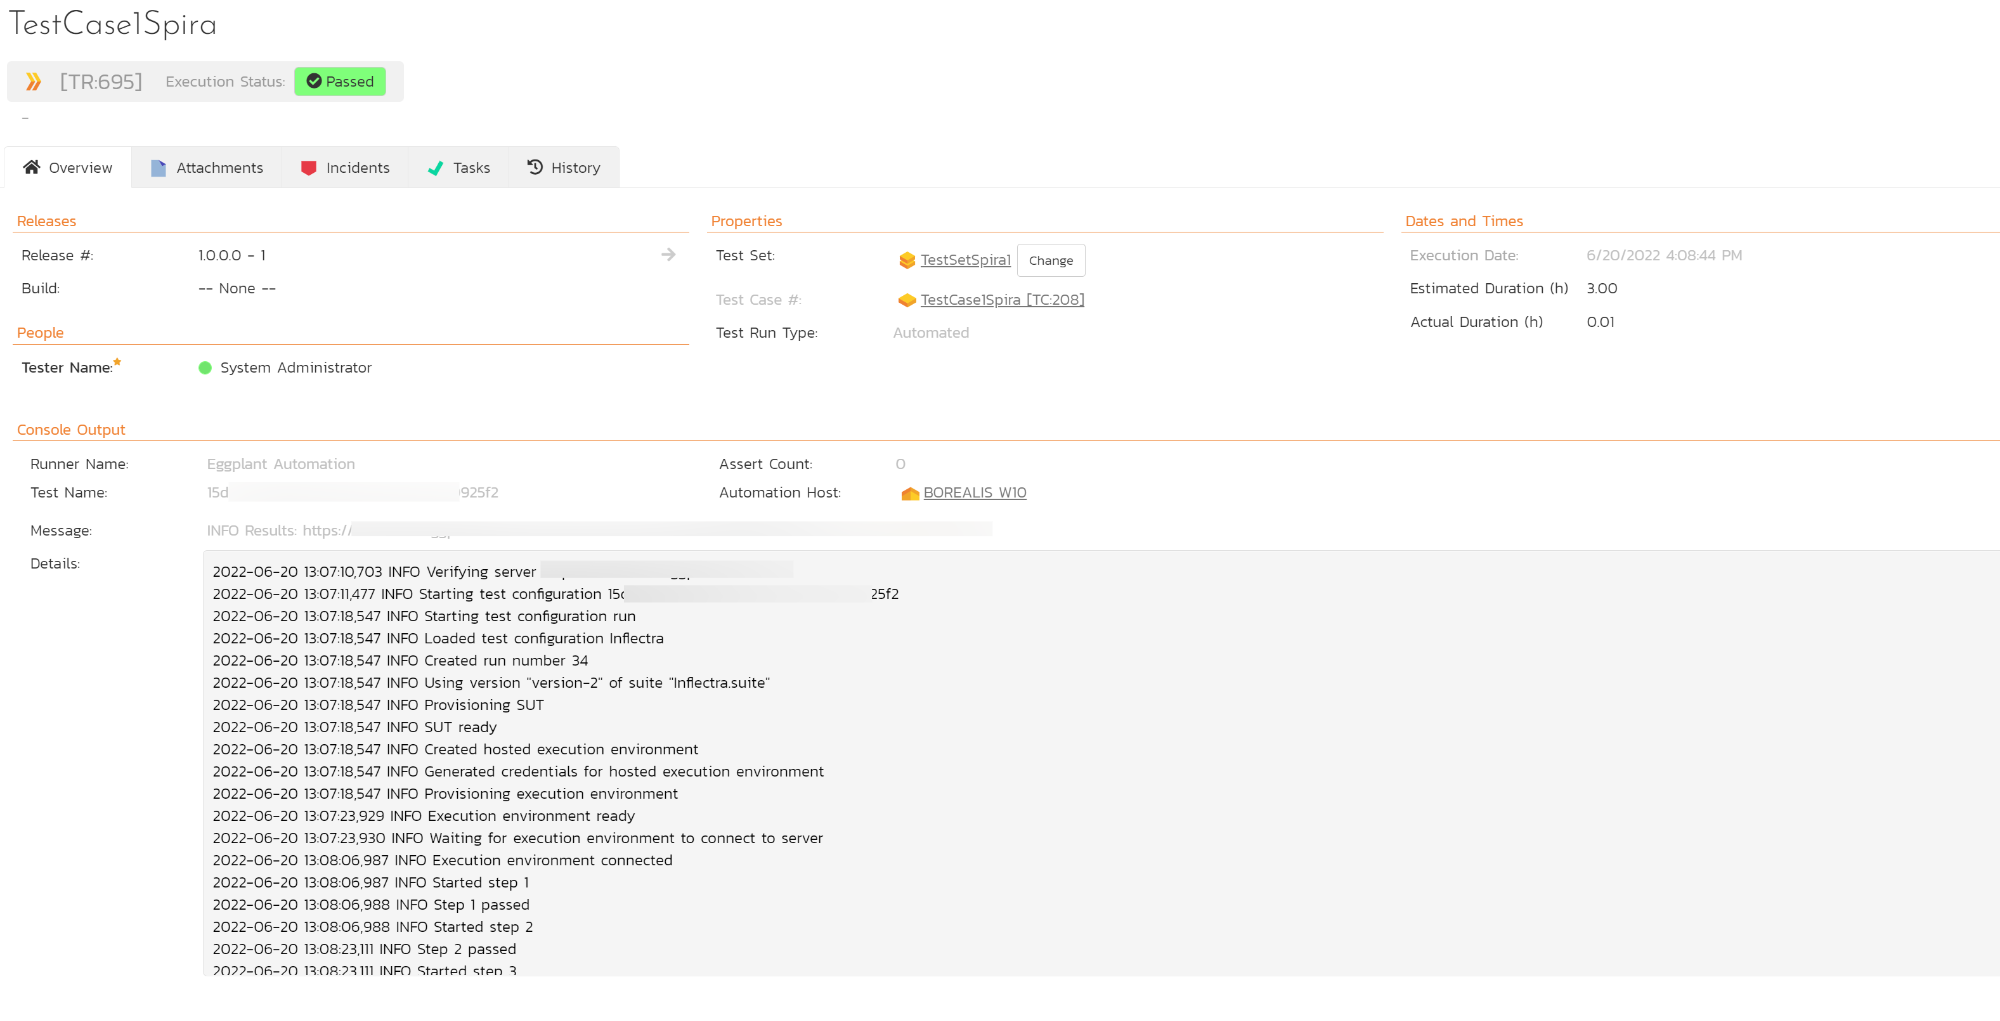 TestCase1Spira
[TR:695] Execution Status: Passed
-
Overview Attachments Incidents Tasks History
Releases
Release #: 1.0.0.0 - 1
Build: -- None --
People
Tester Name: System Administrator
Properties
Test Set: TestSetSpira1 Change
Test Case #: TestCase1Spira [TC:208]
Test Run Type: Automated
Dates and Times
Execution Date: 6/20/2022 4:08:44 PM
Estimated Duration (h) 3.00
Actual Duration (h) 0.01
Console Output
Runner Name: Eggplant Automation Assert Count: 0
Test Name: 15d 925f2 Automation Host: BOREALIS W10
Message: INFO Results: https://
Details:
2022-06-20 13:07:10,703 INFO Verifying server
2022-06-20 13:07:11,477 INFO Starting test configuration 15d 25f2
2022-06-20 13:07:18,547 INFO Starting test configuration run
2022-06-20 13:07:18,547 INFO Loaded test configuration Inflectra
2022-06-20 13:07:18,547 INFO Created run number 34
2022-06-20 13:07:18,547 INFO Using version "version-2" of suite "Inflectra.suite"
2022-06-20 13:07:18,547 INFO Provisioning SUT
2022-06-20 13:07:18,547 INFO SUT ready
2022-06-20 13:07:18,547 INFO Created hosted execution environment
2022-06-20 13:07:18,547 INFO Generated credentials for hosted execution environment
2022-06-20 13:07:18,547 INFO Provisioning execution environment
2022-06-20 13:07:23,929 INFO Execution environment ready
2022-06-20 13:07:23,930 INFO Waiting for execution environment to connect to server
2022-06-20 13:08:06,987 INFO Execution environment connected
2022-06-20 13:08:06,987 INFO Started step 1
2022-06-20 13:08:06,988 INFO Step 1 passed
2022-06-20 13:08:06,988 INFO Started step 2
2022-06-20 13:08:23,111 INFO Step 2 passed
2022-06-20 13:08:23,111 INFO Started step 3